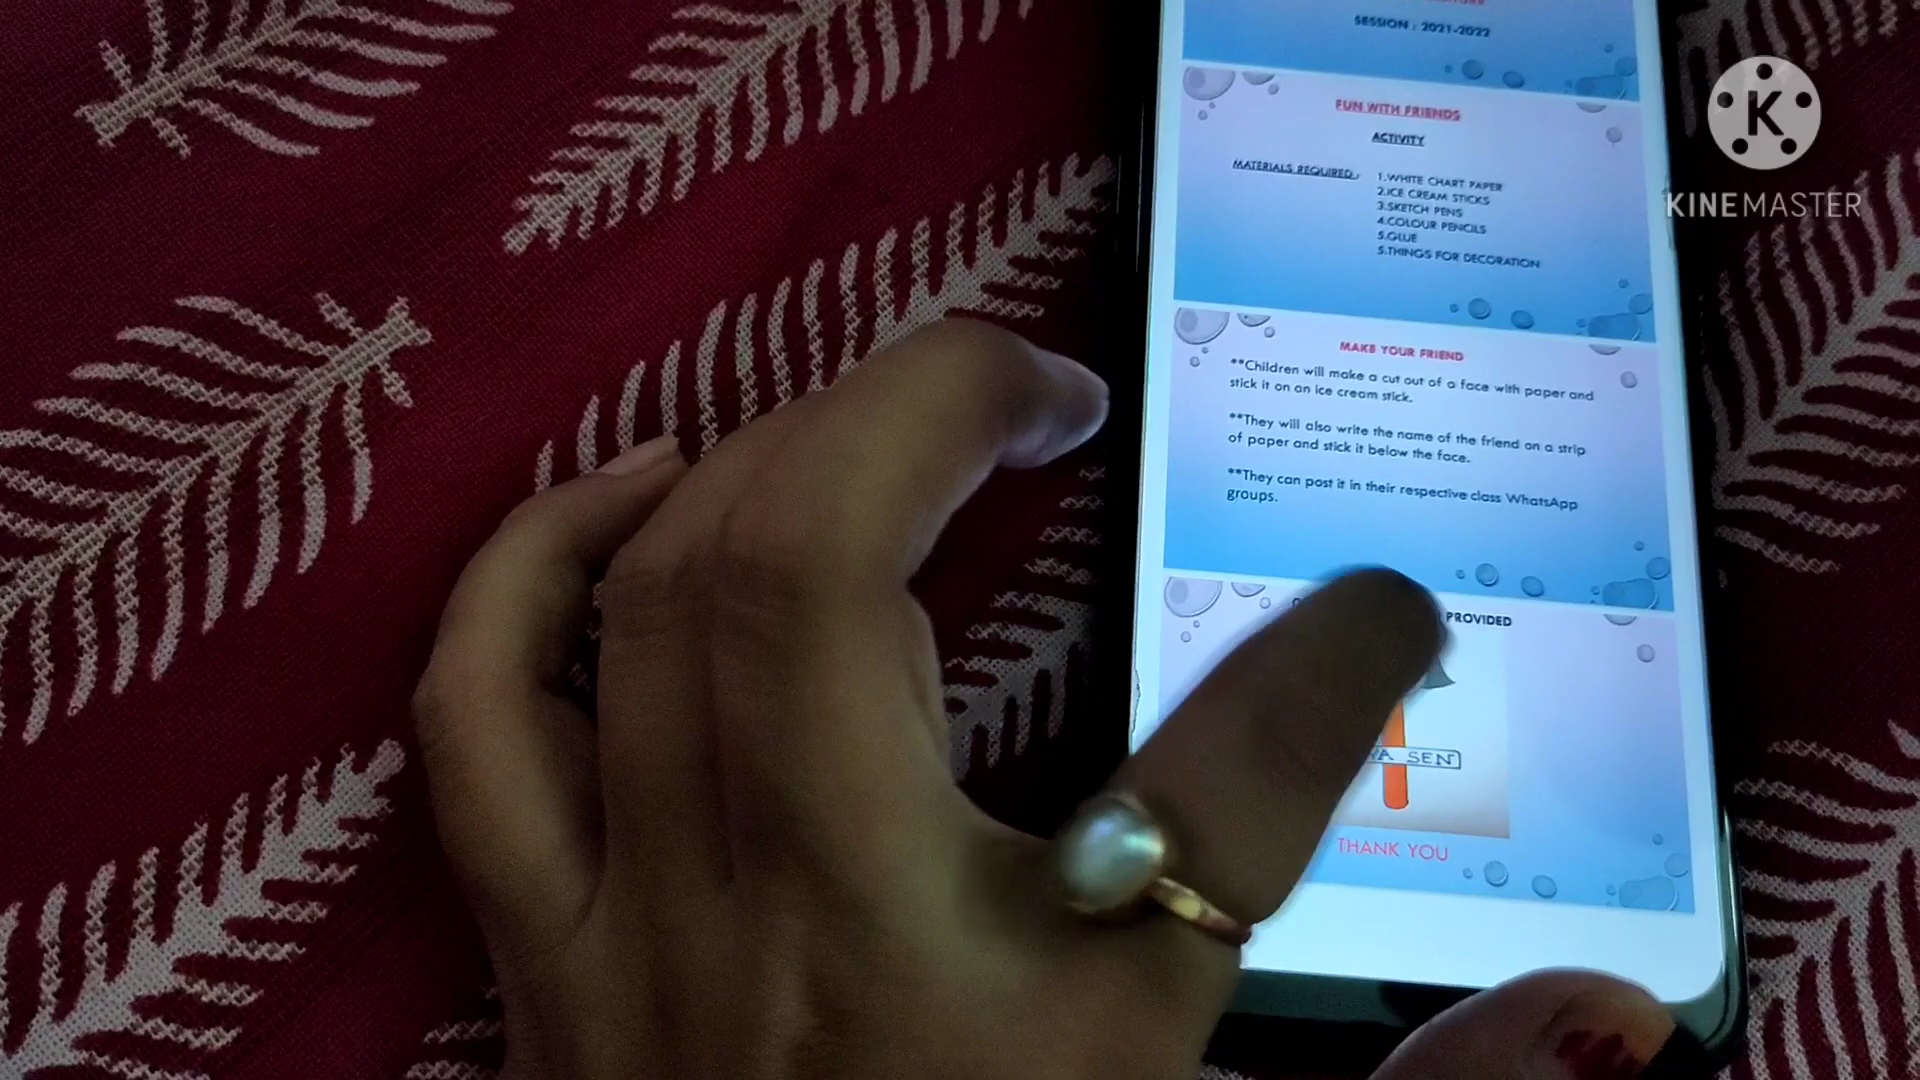 SESSION : 2021-2022
FUN WITH FRIENDS
ACTIVITY
MATERIALS REQUIRED :
1.WHITE CHART PAPER
2.ICE CREAM STICKS
3.SKETCH PENS
4.COLOUR PENCILS
5.GLUE
5.THINGS FOR DECORATION
MAKE YOUR FRIEND
**Children will make a cut out of a face with paper and
stick it on an ice cream stick.
**They will also write the name of the friend on a strip
of paper and stick it below the face.
**They can post it in their respective class WhatsApp
groups.
PROVIDED
SEN
THANK YOU
K
KINEMASTER